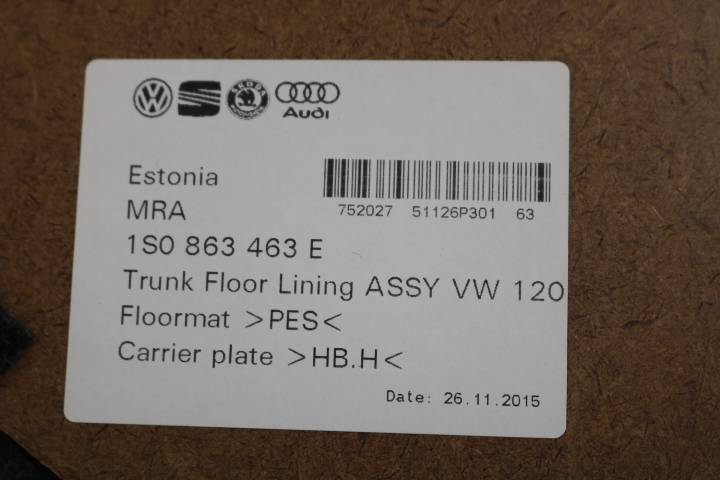 Audi
Estonia
MRA
752027 51126P301 63
1S0 863 463 E
Trunk Floor Lining ASSY VW 120
Floormat >PES<
Carrier plate >HB.H<
Date: 26.11.2015